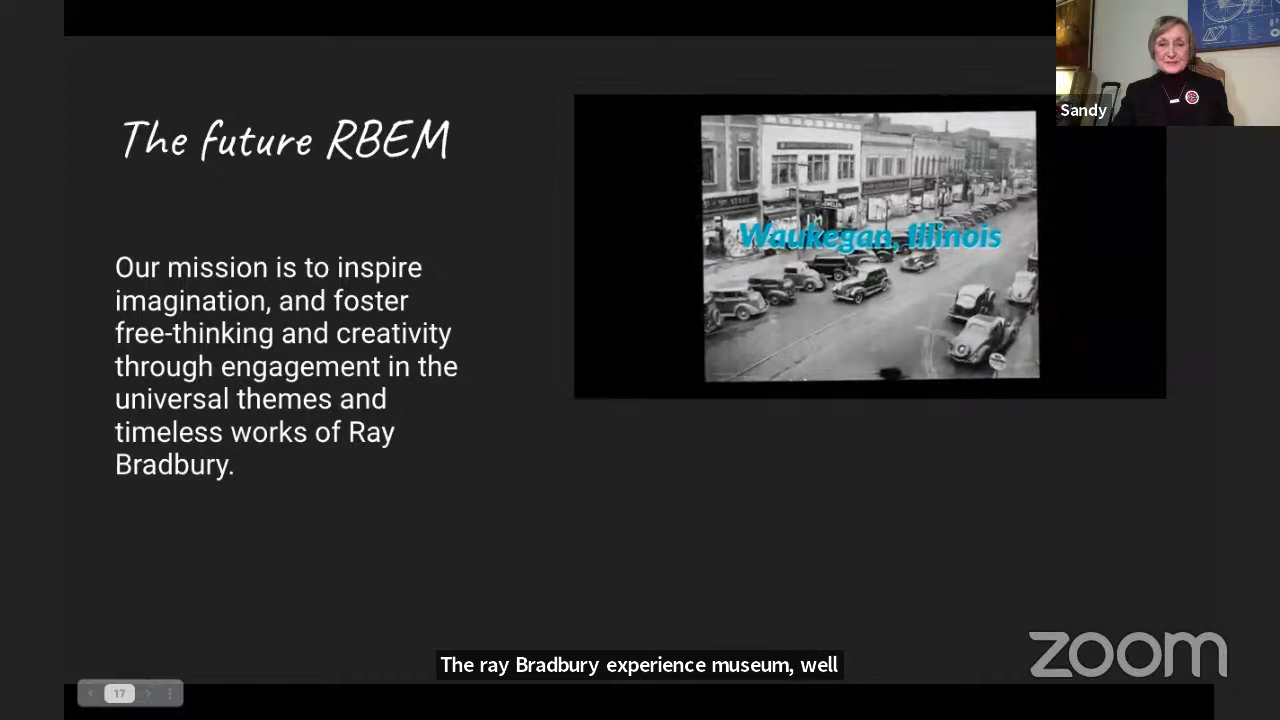 The future RBEM
Our mission is to inspire
imagination, and foster
free-thinking and creativity
through engagement in the
universal themes and
timeless works of Ray
Bradbury.
Waukegan, Illinois
Sandy
The ray Bradbury experience museum, well
zoom
17